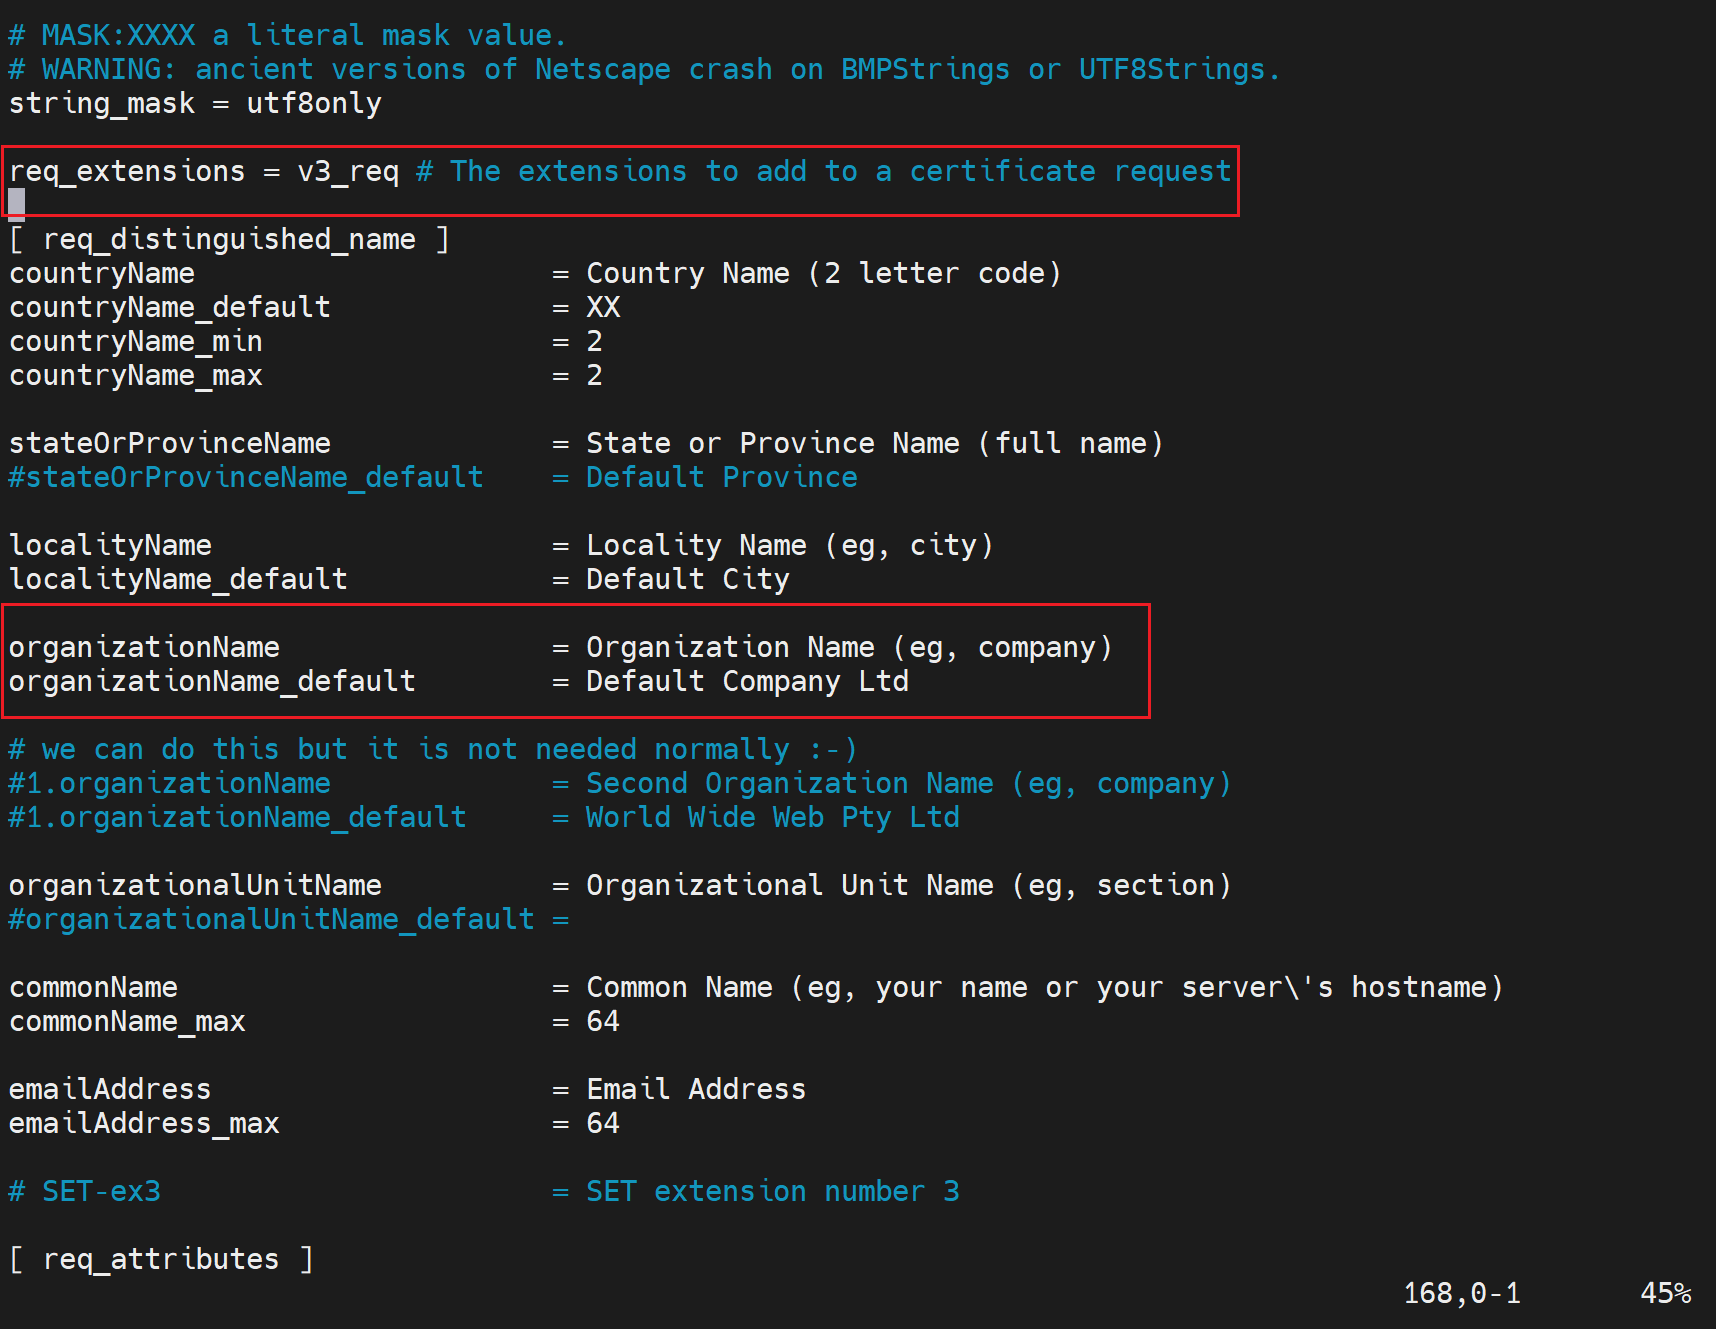 # MASK:XXXX a literal mask value.
# WARNING: ancient versions of Netscape crash on BMPStrings or UTF8Strings.
string_mask = utf8only
req_extensions = v3_req # The extensions to add to a certificate request
[ req_distinguished_name ]
countryName                     = Country Name (2 letter code)
countryName_default             = XX
countryName_min                 = 2
countryName_max                 = 2
stateOrProvinceName             = State or Province Name (full name)
#stateOrProvinceName_default    = Default Province
localityName                    = Locality Name (eg, city)
localityName_default            = Default City
organizationName                = Organization Name (eg, company)
organizationName_default        = Default Company Ltd
# we can do this but it is not needed normally :-)
#1.organizationName             = Second Organization Name (eg, company)
#1.organizationName_default     = World Wide Web Pty Ltd
organizationalUnitName          = Organizational Unit Name (eg, section)
#organizationalUnitName_default =
commonName                      = Common Name (eg, your name or your server\'s hostname)
commonName_max                  = 64
emailAddress                    = Email Address
emailAddress_max                = 64
# SET-ex3                       = SET extension number 3
[ req_attributes ]
168,0-1       45%